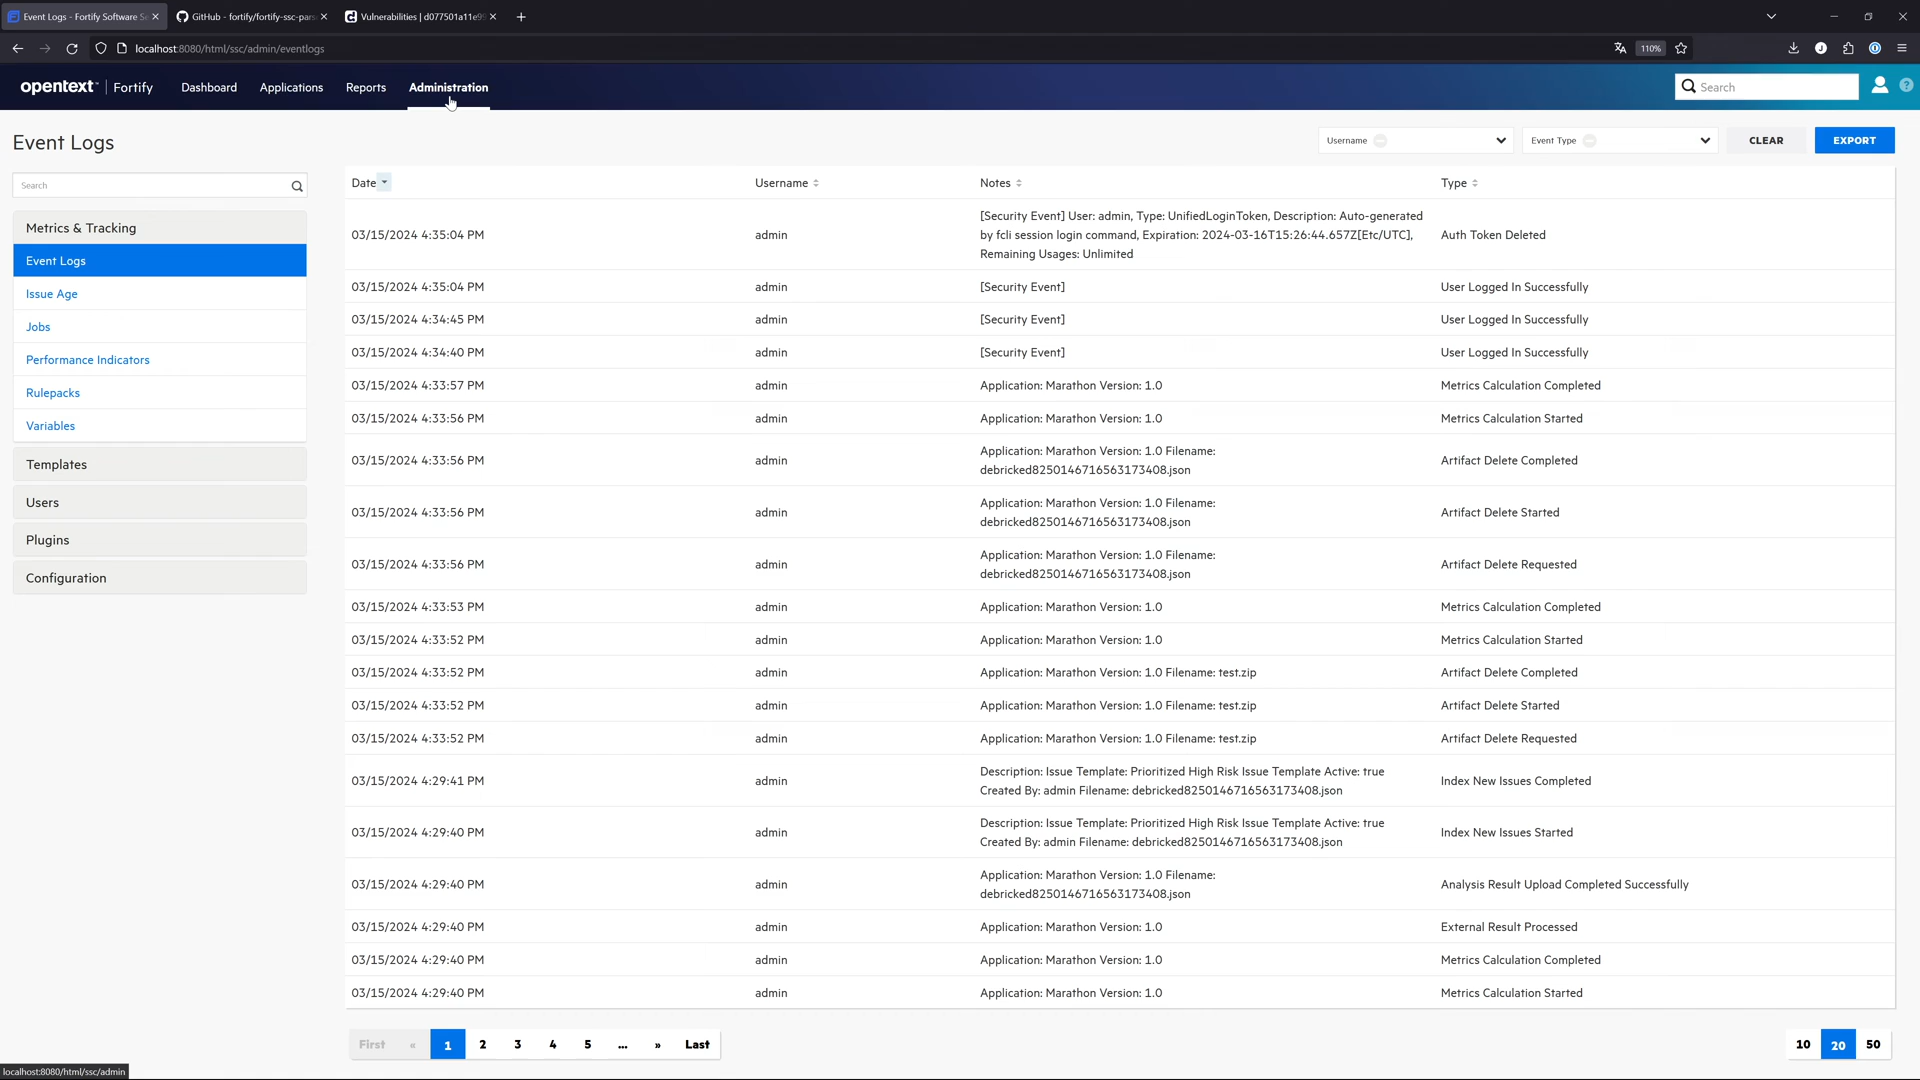 Event Logs - Fortify Software Se
GitHub - fortify/fortify-ssc-pars
Vulnerabilities | d077501a11e9
localhost:8080/html/ssc/admin/eventlogs
110%
opentext™ | Fortify
Dashboard
Applications
Reports
Administration
Search
Event Logs
Username
Event Type
CLEAR
EXPORT
Search
Metrics & Tracking
Event Logs
Issue Age
Jobs
Performance Indicators
Rulepacks
Variables
Templates
Users
Plugins
Configuration
Date Username Notes Type
03/15/2024 4:35:04 PM admin [Security Event] User: admin, Type: UnifiedLoginToken, Description: Auto-generated
by fcli session login command, Expiration: 2024-03-16T15:26:44.657Z[Etc/UTC],
Remaining Usages: Unlimited
Auth Token Deleted
03/15/2024 4:35:04 PM admin [Security Event] User Logged In Successfully
03/15/2024 4:34:45 PM admin [Security Event] User Logged In Successfully
03/15/2024 4:34:40 PM admin [Security Event] User Logged In Successfully
03/15/2024 4:33:57 PM admin Application: Marathon Version: 1.0 Metrics Calculation Completed
03/15/2024 4:33:56 PM admin Application: Marathon Version: 1.0 Metrics Calculation Started
03/15/2024 4:33:56 PM admin Application: Marathon Version: 1.0 Filename:
debricked8250146716563173408.json
Artifact Delete Completed
03/15/2024 4:33:56 PM admin Application: Marathon Version: 1.0 Filename:
debricked8250146716563173408.json
Artifact Delete Started
03/15/2024 4:33:56 PM admin Application: Marathon Version: 1.0 Filename:
debricked8250146716563173408.json
Artifact Delete Requested
03/15/2024 4:33:53 PM admin Application: Marathon Version: 1.0 Metrics Calculation Completed
03/15/2024 4:33:52 PM admin Application: Marathon Version: 1.0 Metrics Calculation Started
03/15/2024 4:33:52 PM admin Application: Marathon Version: 1.0 Filename: test.zip Artifact Delete Completed
03/15/2024 4:33:52 PM admin Application: Marathon Version: 1.0 Filename: test.zip Artifact Delete Started
03/15/2024 4:33:52 PM admin Application: Marathon Version: 1.0 Filename: test.zip Artifact Delete Requested
03/15/2024 4:29:41 PM admin Description: Issue Template: Prioritized High Risk Issue Template Active: true
Created By: admin Filename: debricked8250146716563173408.json
Index New Issues Completed
03/15/2024 4:29:40 PM admin Description: Issue Template: Prioritized High Risk Issue Template Active: true
Created By: admin Filename: debricked8250146716563173408.json
Index New Issues Started
03/15/2024 4:29:40 PM admin Application: Marathon Version: 1.0 Filename:
debricked8250146716563173408.json
Analysis Result Upload Completed Successfully
03/15/2024 4:29:40 PM admin Application: Marathon Version: 1.0 External Result Processed
03/15/2024 4:29:40 PM admin Application: Marathon Version: 1.0 Metrics Calculation Completed
03/15/2024 4:29:40 PM admin Application: Marathon Version: 1.0 Metrics Calculation Started
First « 1 2 3 4 5 ... » Last
10 20 50
localhost:8080/html/ssc/admin